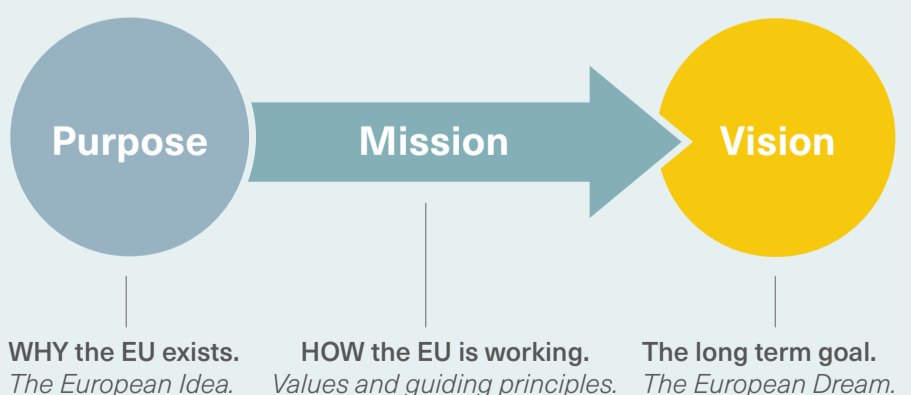 Purpose
Mission
Vision
WHY the EU exists.
The European Idea.
HOW the EU is working.
Values and guiding principles.
The long term goal.
The European Dream.